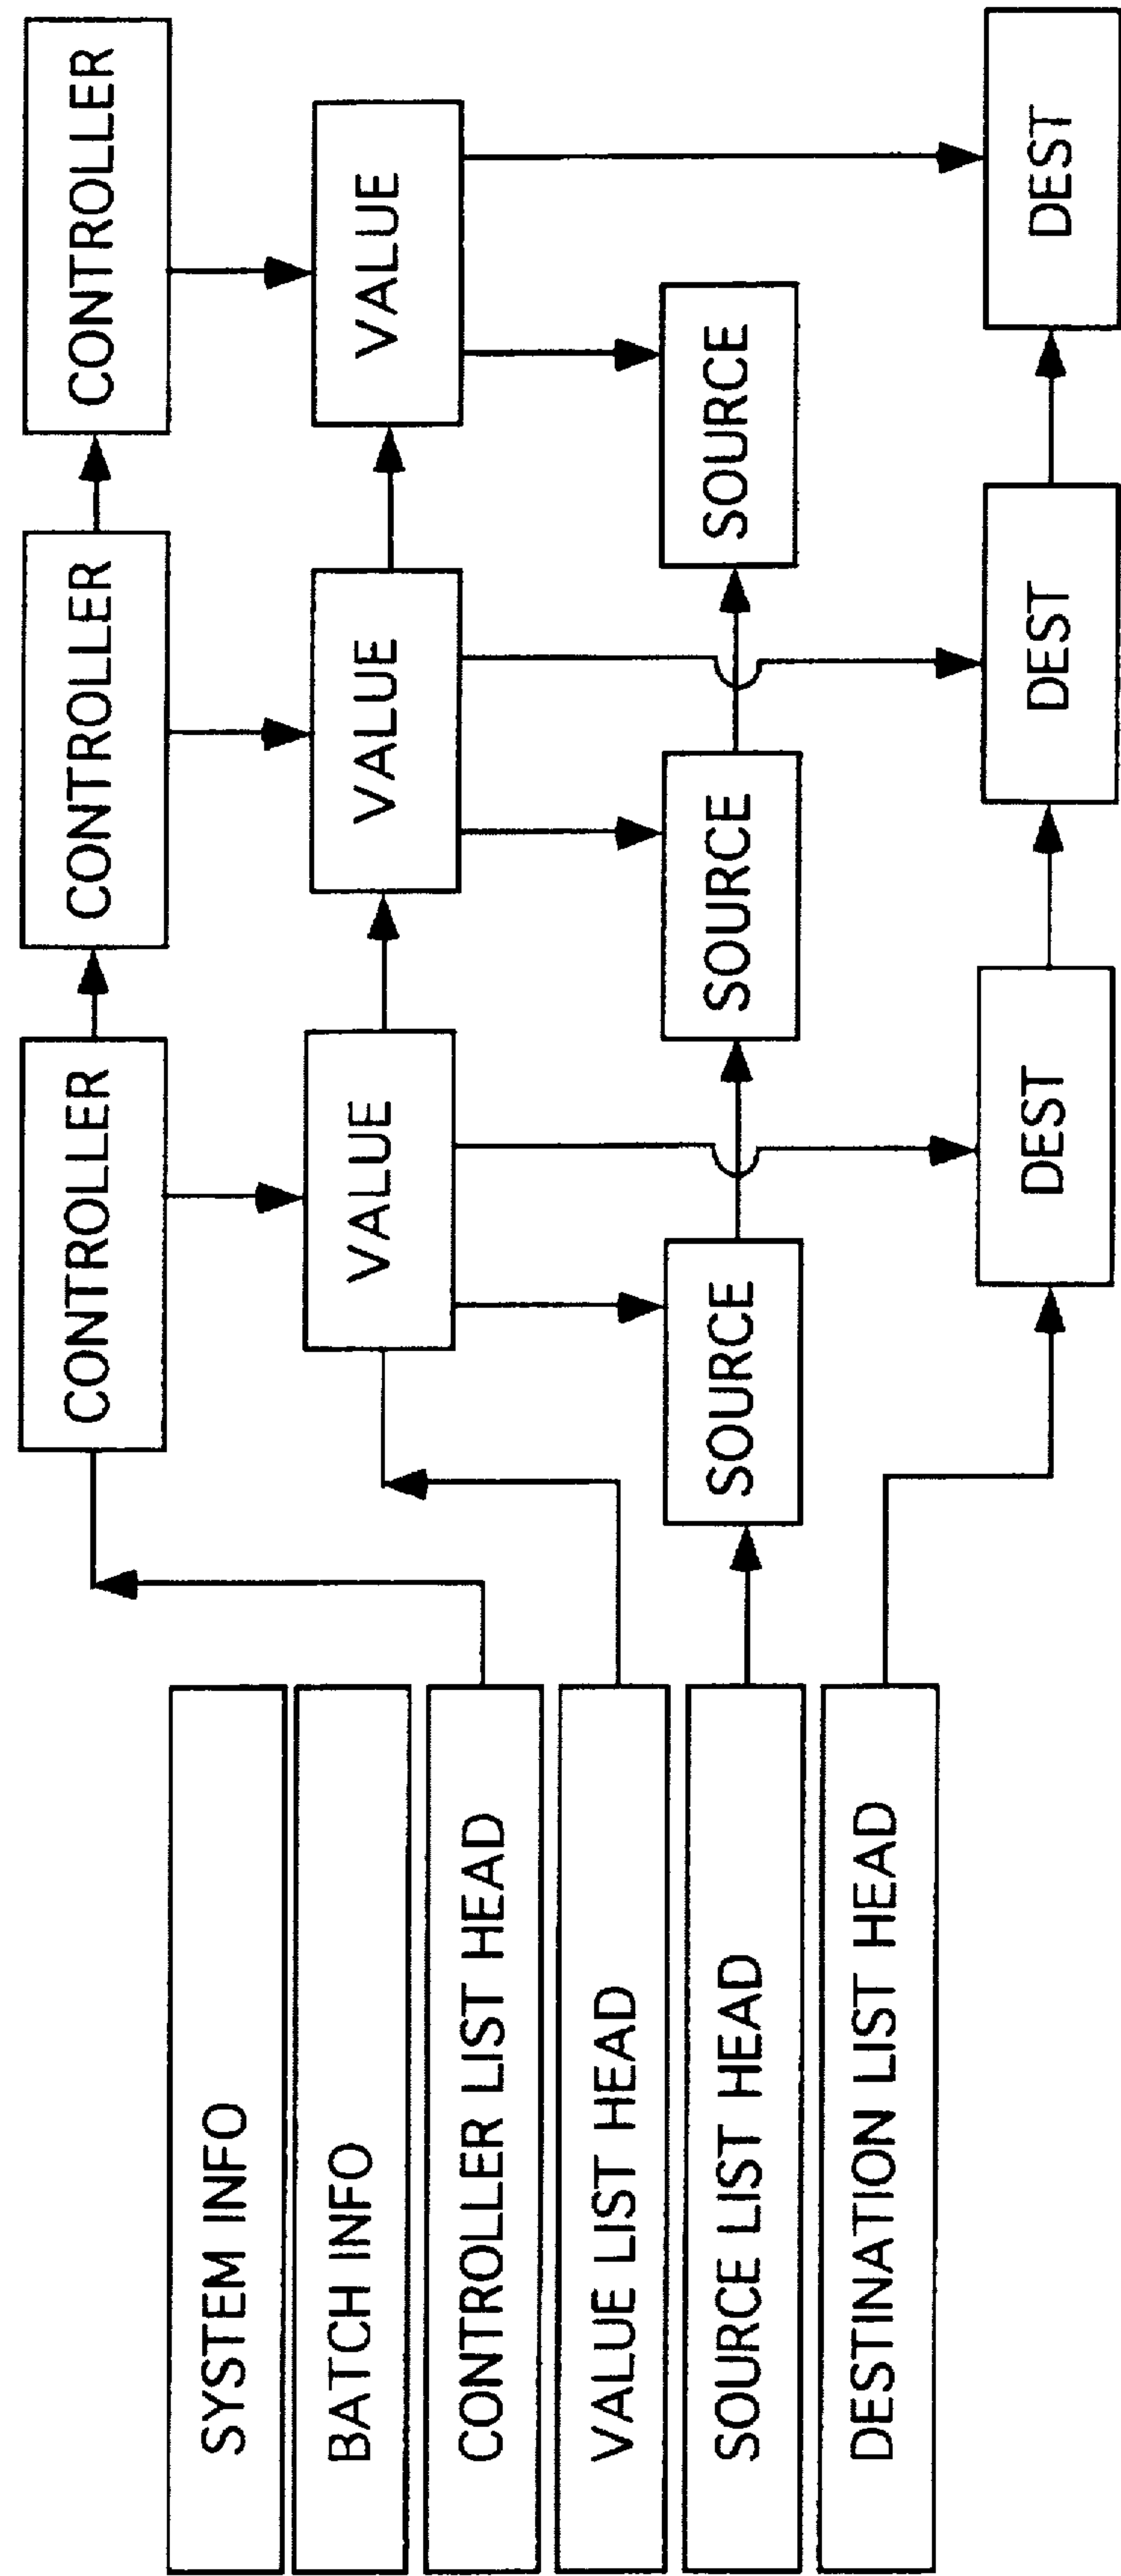 SYSTEM INFO
BATCH INFO
CONTROLLER LIST HEAD
VALUE LIST HEAD
SOURCE LIST HEAD
DESTINATION LIST HEAD
CONTROLLER
CONTROLLER
CONTROLLER
VALUE
VALUE
VALUE
SOURCE
SOURCE
SOURCE
DEST
DEST
DEST